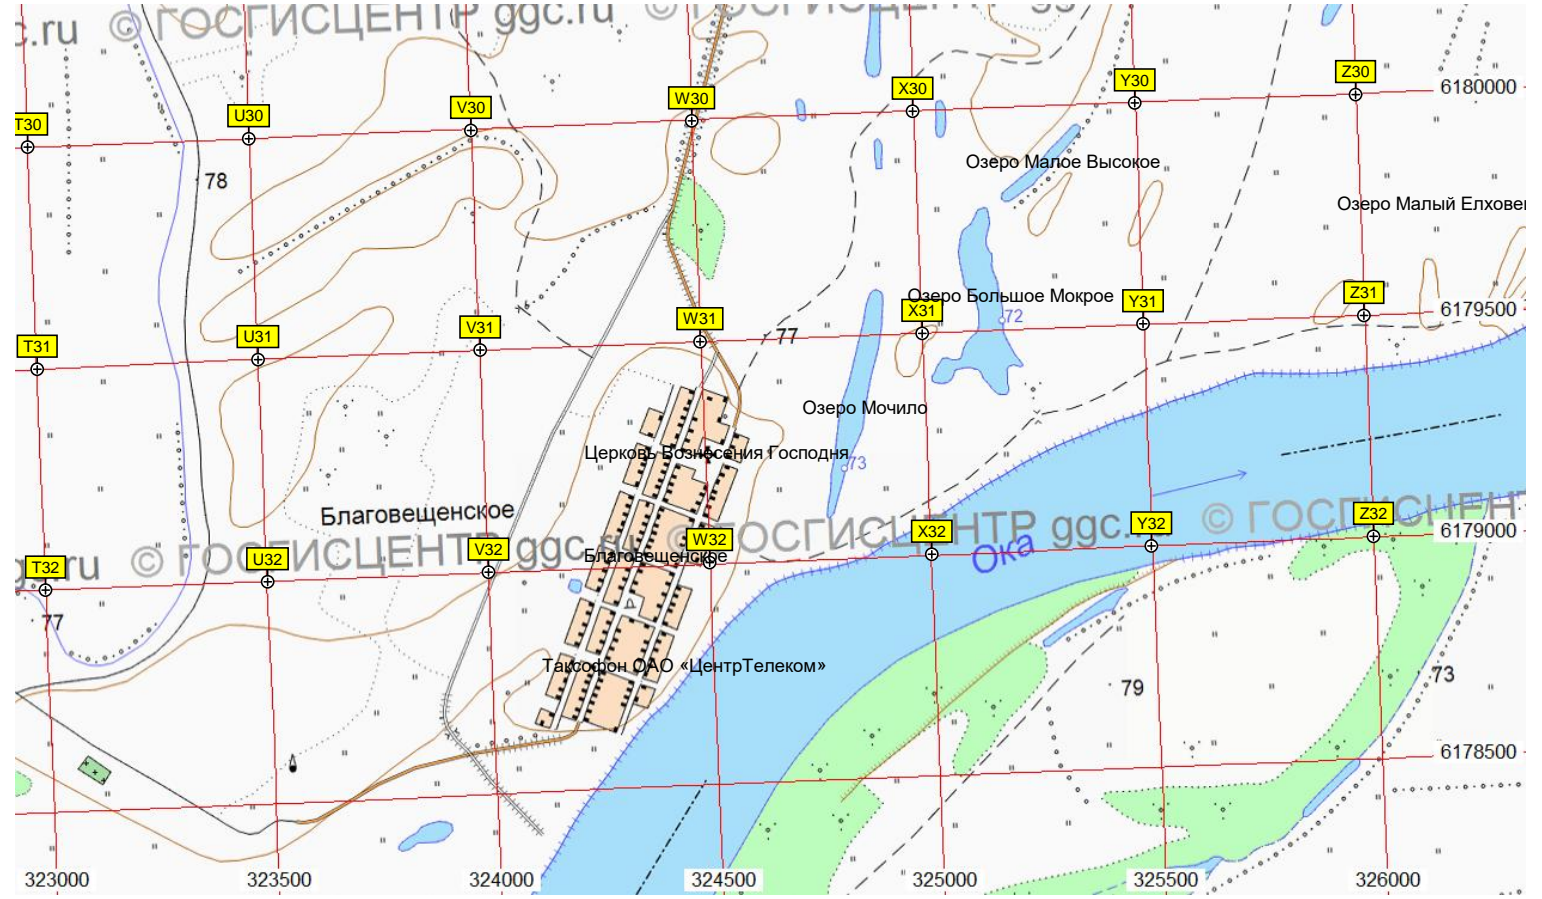 © ГОСГИСЦЕНТР ggc.ru
Z30
Y30
X30
W30
V30
U30
T30
6180000
78
Озеро Малое Высокое
Озеро Малый Елховец
Озеро Большое Мокрое
72
Z31
Y31
X31
W31
V31
U31
T31
6179500
77
Озеро Мочило
73
Церковь Вознесения Господня
Благовещенское
© ГОСГИСЦЕНТР ggc.ru
© ГОСГИСЦЕНТР ggc.
© ГОСГИСЦЕНТ
Z32
Y32
X32
W32
V32
U32
T32
6179000
Ока
Благовещенское
77
Таксофон ОАО «ЦентрТелеком»
79
73
6178500
323000
323500
324000
324500
325000
325500
326000